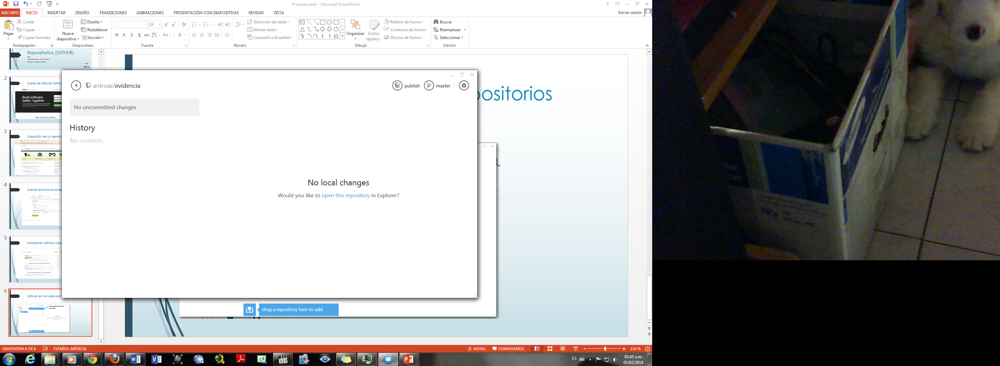 Presentación1 - Microsoft PowerPoint
ARCHIVO INICIO INSERTAR DISEÑO TRANSICIONES ANIMACIONES PRESENTACIÓN CON DIAPOSITIVAS REVISAR VISTA Iniciar sesión
Pegar
Cortar
Copiar
Copiar formato
Portapapeles
Nueva
diapositiva
Diseño
Restablecer
Sección
Diapositivas
18
N K S S abc AV Aa A
Fuente
Dirección del texto
Alinear texto
Convertir a SmartArt
Párrafo
Organizar
Estilos
rápidos
Relleno de forma
Contorno de forma
Efectos de forma
Dibujo
Buscar
Reemplazar
Seleccionar
Edición
Repositorios (GITHUB)
2
Darse de alta en GitHu
Build software
better, together.
Why you'll love GitHub.
3
Creación de un reposit
4
Dando estructura al rep
5
Instalando GitHub a es
6
GitHub en la nube con
antroar/evidencia
publish
master
No uncommitted changes
History
No commits
No local changes
Would you like to open this repository in Explorer?
positorios
drag a repository here to add
DIAPOSITIVA 6 DE 6 ESPAÑOL (MÉXICO) NOTAS COMENTARIOS 116 %
ES
01:45 a.m.
05/02/2014